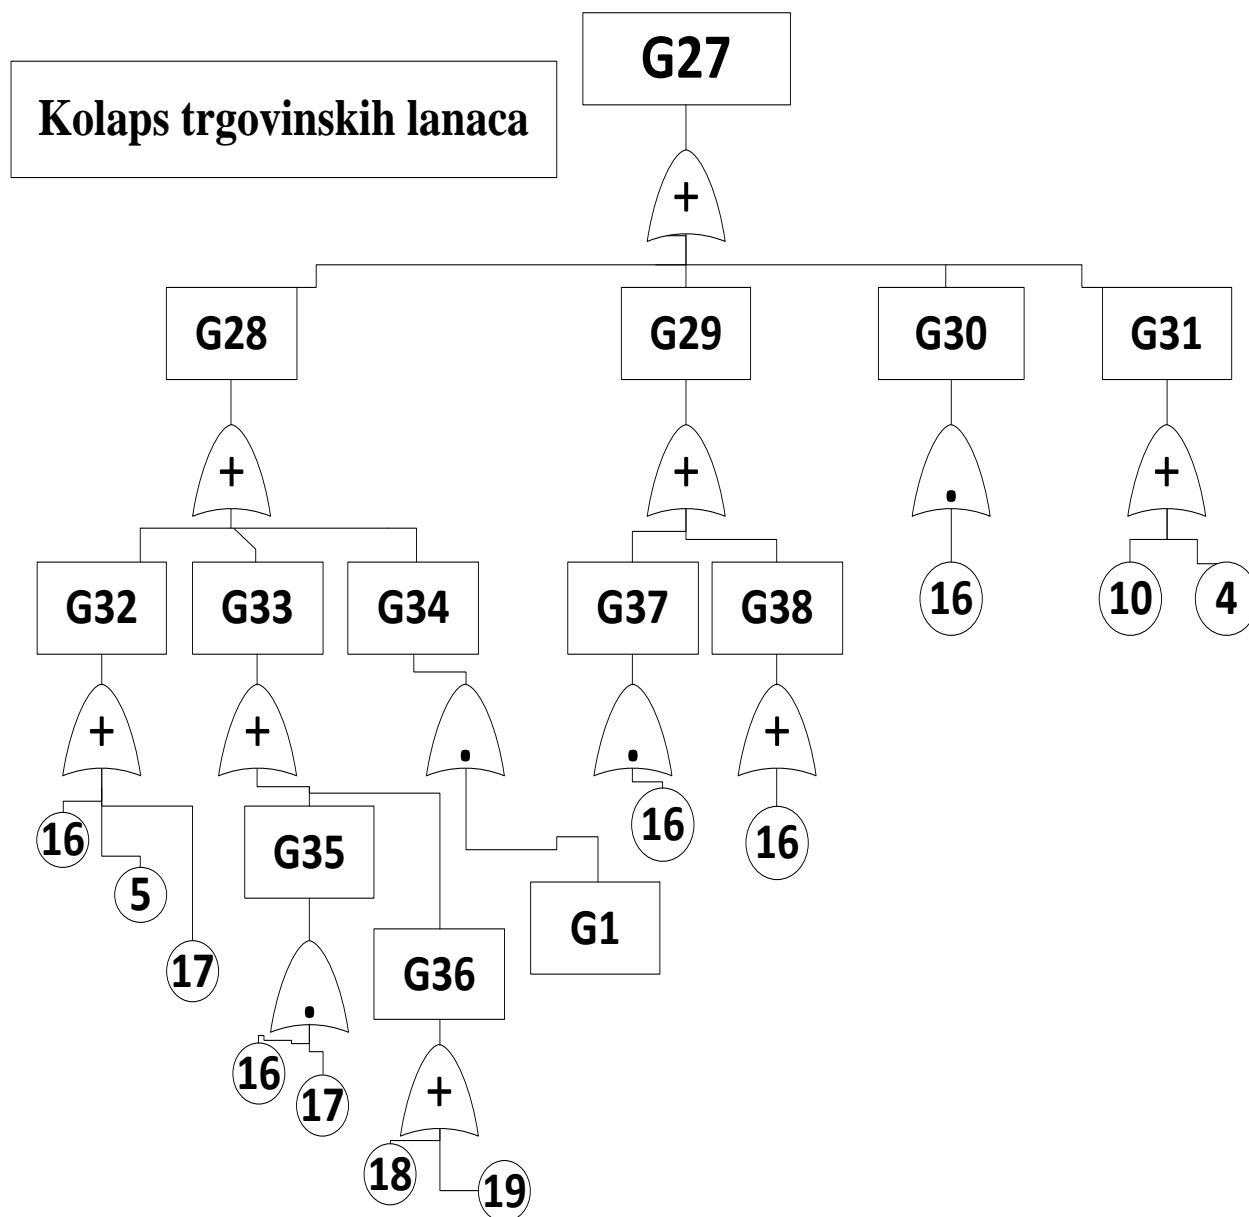 G27
Kolaps trgovinskih lanaca
+
G28
G29
G30
G31
+
+
.
+
G32
G33
G34
G37
G38
16
10
4
+
+
.
.
+
16
5
17
G35
16
16
G1
G36
.
16
17
+
18
19